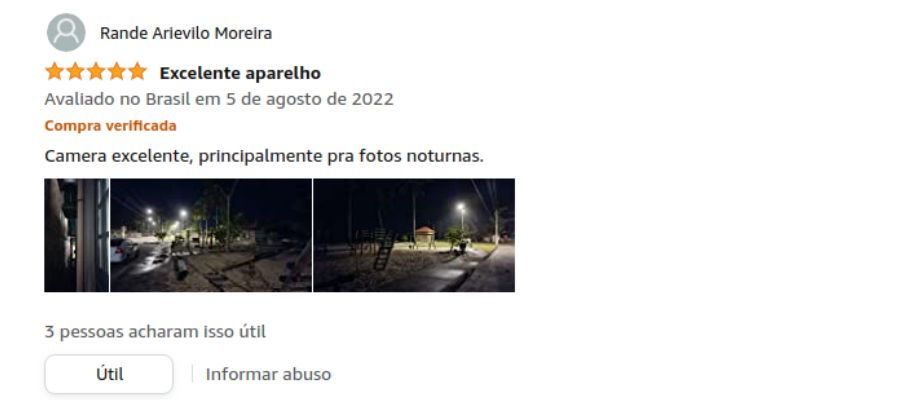 Rande Arievilo Moreira
Excelente aparelho
Avaliado no Brasil em 5 de agosto de 2022
Compra verificada
Camera excelente, principalmente pra fotos noturnas.
3 pessoas acharam isso útil
Útil
Informar abuso